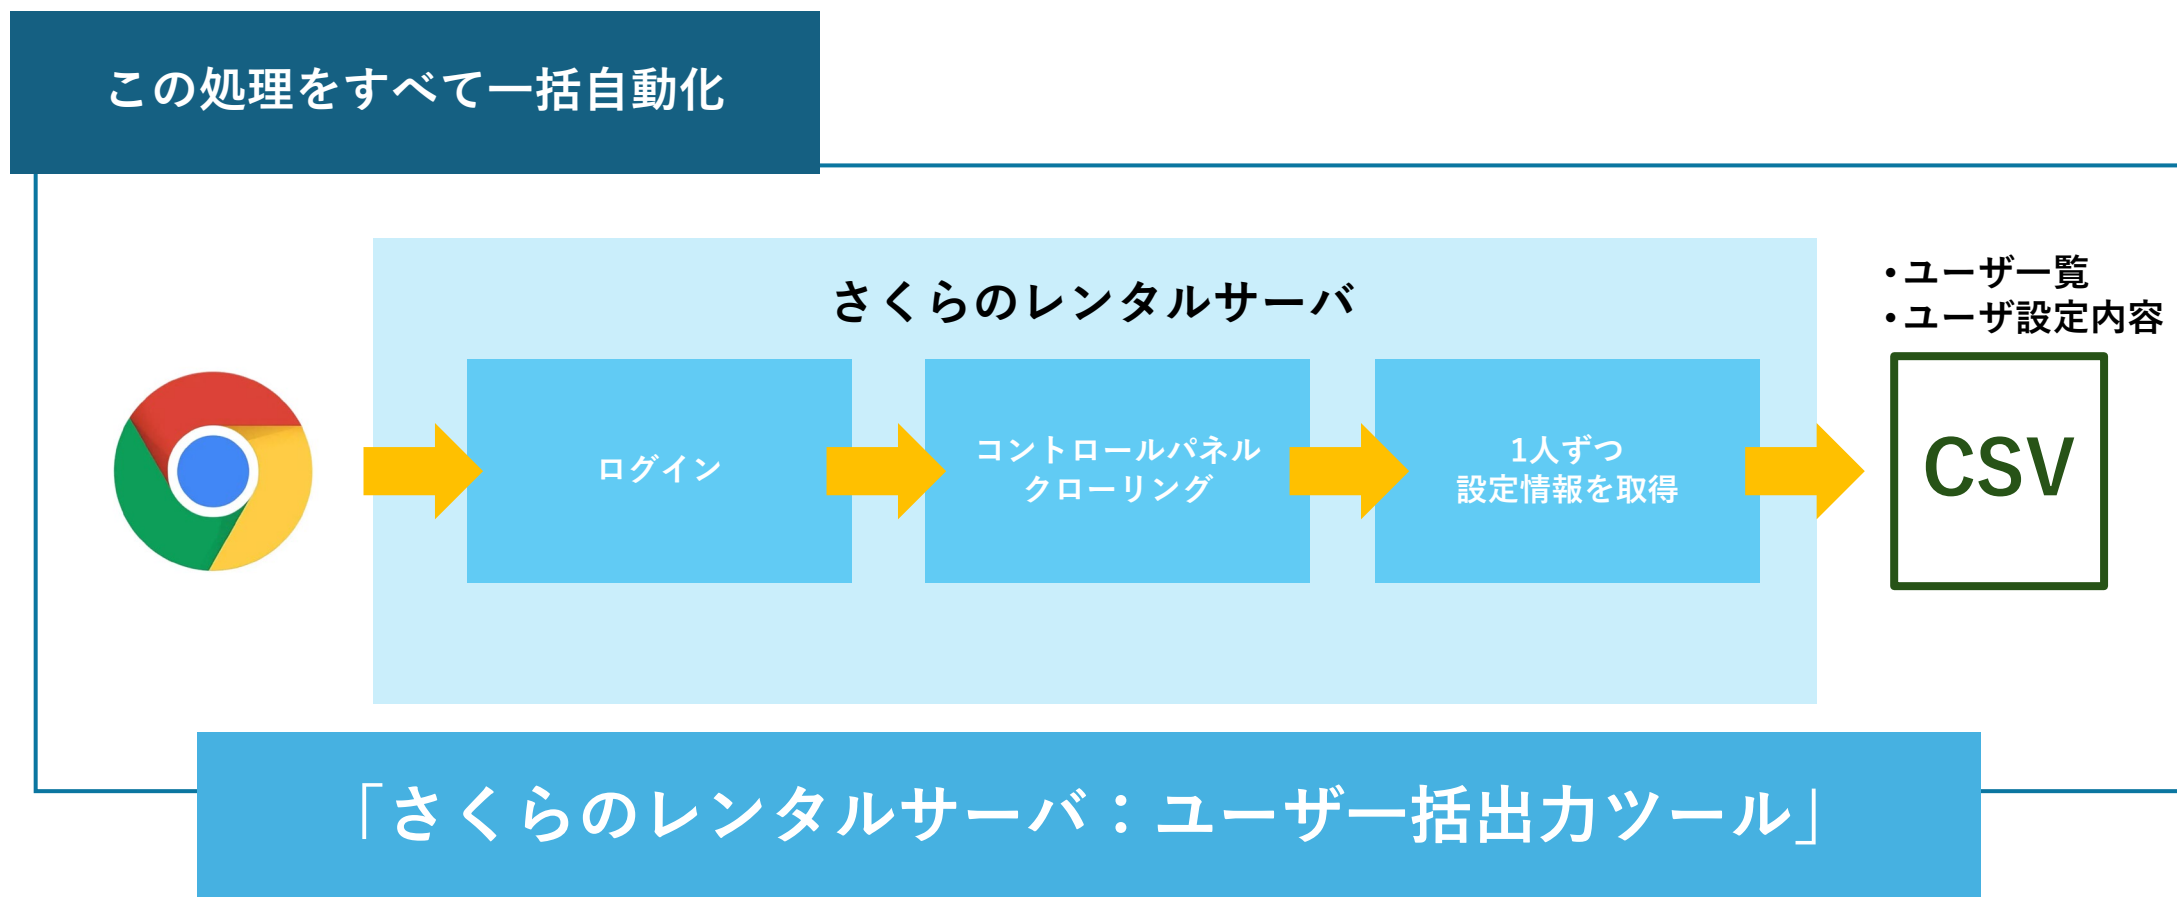 この処理をすべて一括自動化
さくらのレンタルサーバ
・ユーザ一覧
・ユーザ設定内容
ログイン
コントロールパネル
クローリング
1人ずつ
設定情報を取得
CSV
「さくらのレンタルサーバ：ユーザ一括出力ツール」